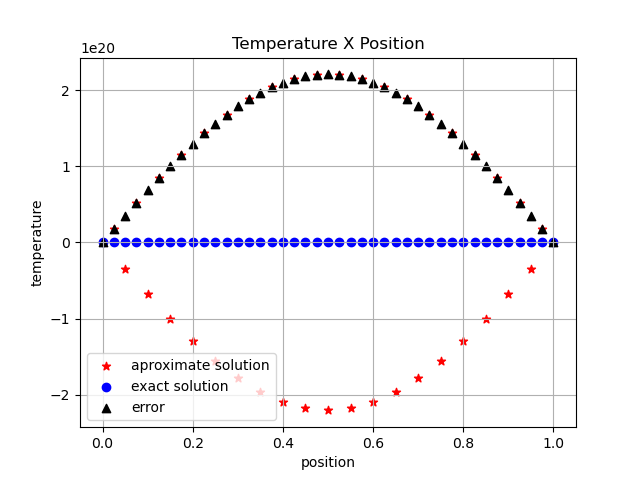 Temperature X Position
1e20
2
1
0
−1
−2
temperature
aproximate solution
exact solution
error
0.0 0.2 0.4 0.6 0.8 1.0
position